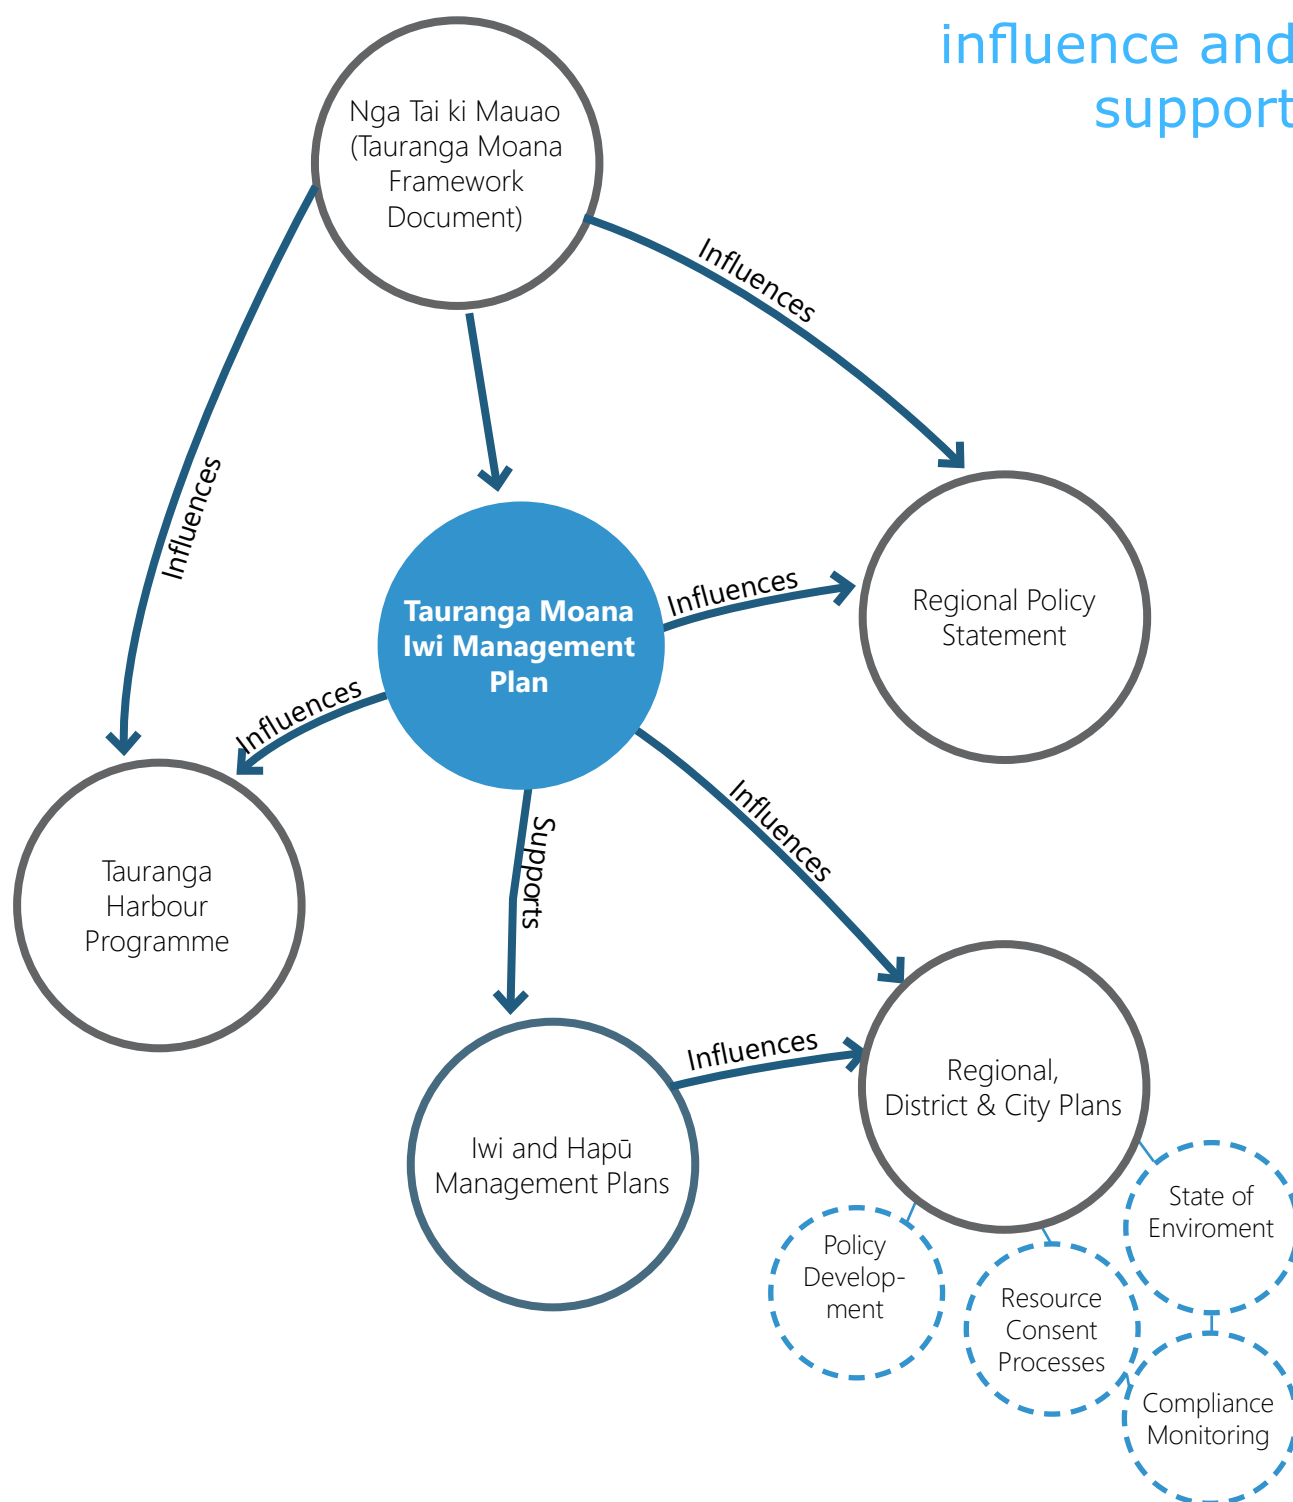 influence and
support
Nga Tai ki Mauao
(Tauranga Moana
Framework
Document)
Influences
Influences
Tauranga Moana
Iwi Management
Plan
Influences
Regional Policy
Statement
Influences
Influences
Supports
Tauranga
Harbour
Programme
Influences
Regional,
District & City Plans
Iwi and Hapū
Management Plans
State of
Enviroment
Policy
Develop-
ment
Resource
Consent
Processes
Compliance
Monitoring